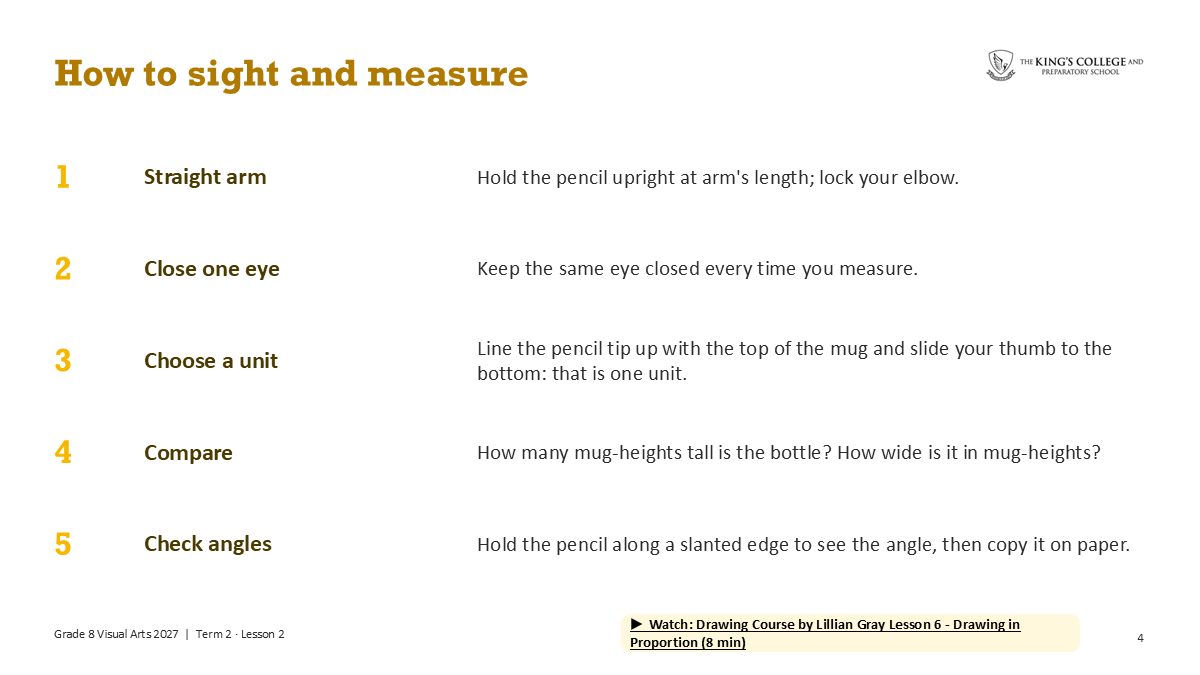 How to sight and measure
THE KING'S COLLEGE AND
PREPARATORY SCHOOL
1
Straight arm
Hold the pencil upright at arm's length; lock your elbow.
2
Close one eye
Keep the same eye closed every time you measure.
3
Choose a unit
Line the pencil tip up with the top of the mug and slide your thumb to the
bottom: that is one unit.
4
Compare
How many mug-heights tall is the bottle? How wide is it in mug-heights?
5
Check angles
Hold the pencil along a slanted edge to see the angle, then copy it on paper.
Grade 8 Visual Arts 2027 | Term 2 · Lesson 2
▶ Watch: Drawing Course by Lillian Gray Lesson 6 - Drawing in
Proportion (8 min)
4